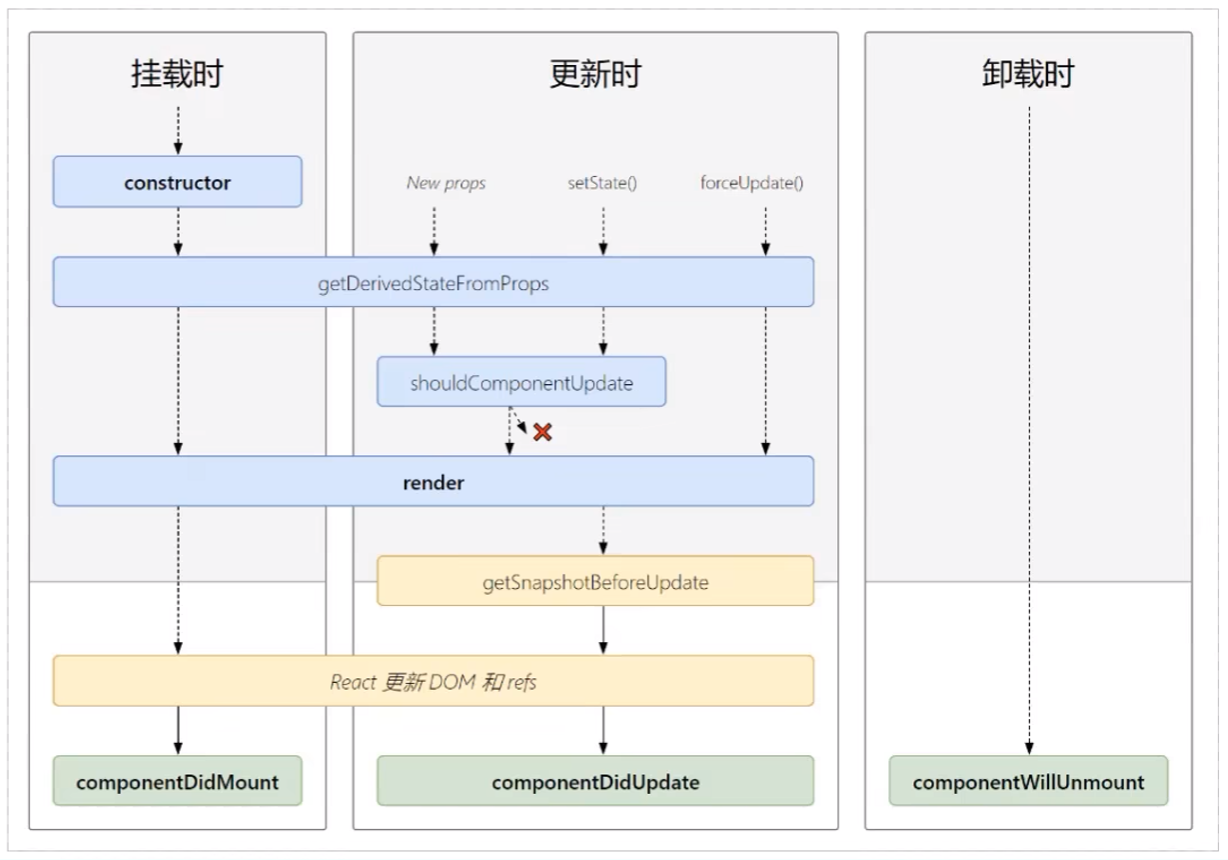 挂载时
更新时
卸载时
constructor
New props
setState()
forceUpdate()
getDerivedStateFromProps
shouldComponentUpdate
render
getSnapshotBeforeUpdate
React 更新 DOM 和 refs
componentDidMount
componentDidUpdate
componentWillUnmount